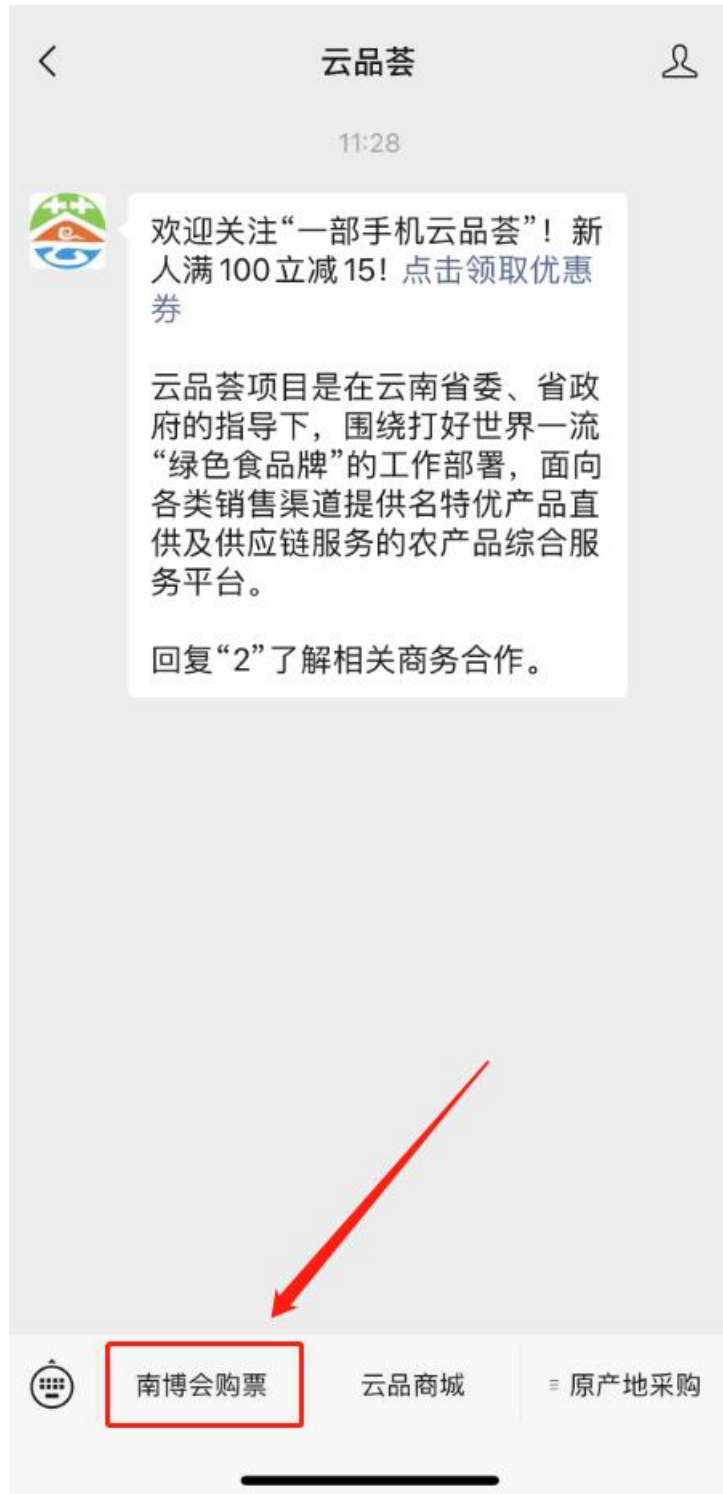 云品荟
11:28
欢迎关注“一部手机云品荟”！新
人满100立减15! 点击领取优惠
券
云品荟项目是在云南省委、省政
府的指导下，围绕打好世界一流
“绿色食品牌”的工作部署，面向
各类销售渠道提供名特优产品直
供及供应链服务的农产品综合服
务平台。
回复“2”了解相关商务合作。
南博会购票
云品商城
原产地采购